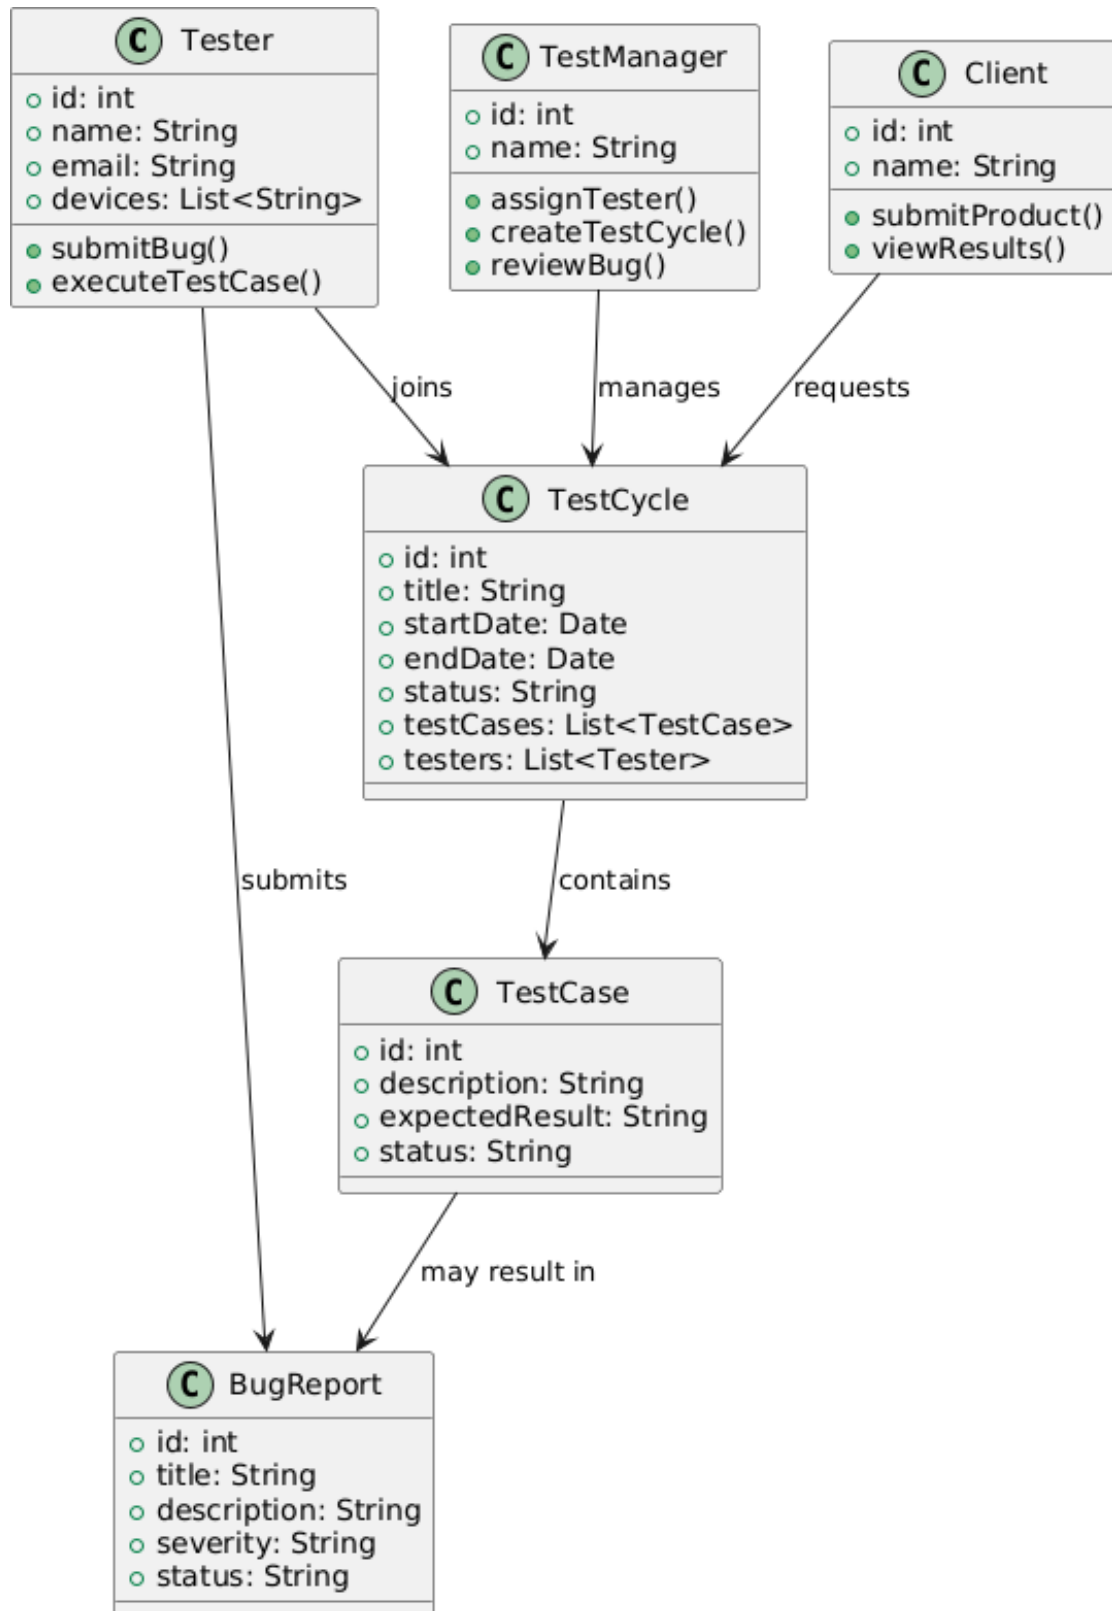 C Tester
id: int
name: String
email: String
devices: List<String>
submitBug()
executeTestCase()
C TestManager
id: int
name: String
assignTester()
createTestCycle()
reviewBug()
C Client
id: int
name: String
submitProduct()
viewResults()
joins
manages
requests
C TestCycle
id: int
title: String
startDate: Date
endDate: Date
status: String
testCases: List<TestCase>
testers: List<Tester>
submits
contains
C TestCase
id: int
description: String
expectedResult: String
status: String
may result in
C BugReport
id: int
title: String
description: String
severity: String
status: String